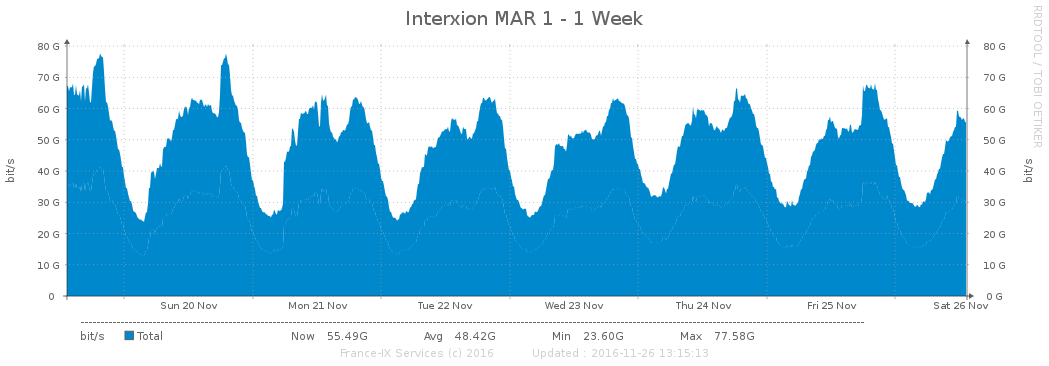 Interxion MAR 1 - 1 Week
RRDTOOL / TOBI OETIKER
80 G 80 G
70 G 70 G
60 G 60 G
50 G 50 G
40 G 40 G
30 G 30 G
20 G 20 G
10 G 10 G
0 0 G
bit/s bit/s
Sun 20 Nov Mon 21 Nov Tue 22 Nov Wed 23 Nov Thu 24 Nov Fri 25 Nov Sat 26 Nov
bit/s Total Now 55.49G Avg 48.42G Min 23.60G Max 77.58G
France-IX Services (c) 2016 Updated : 2016-11-26 13:15:13